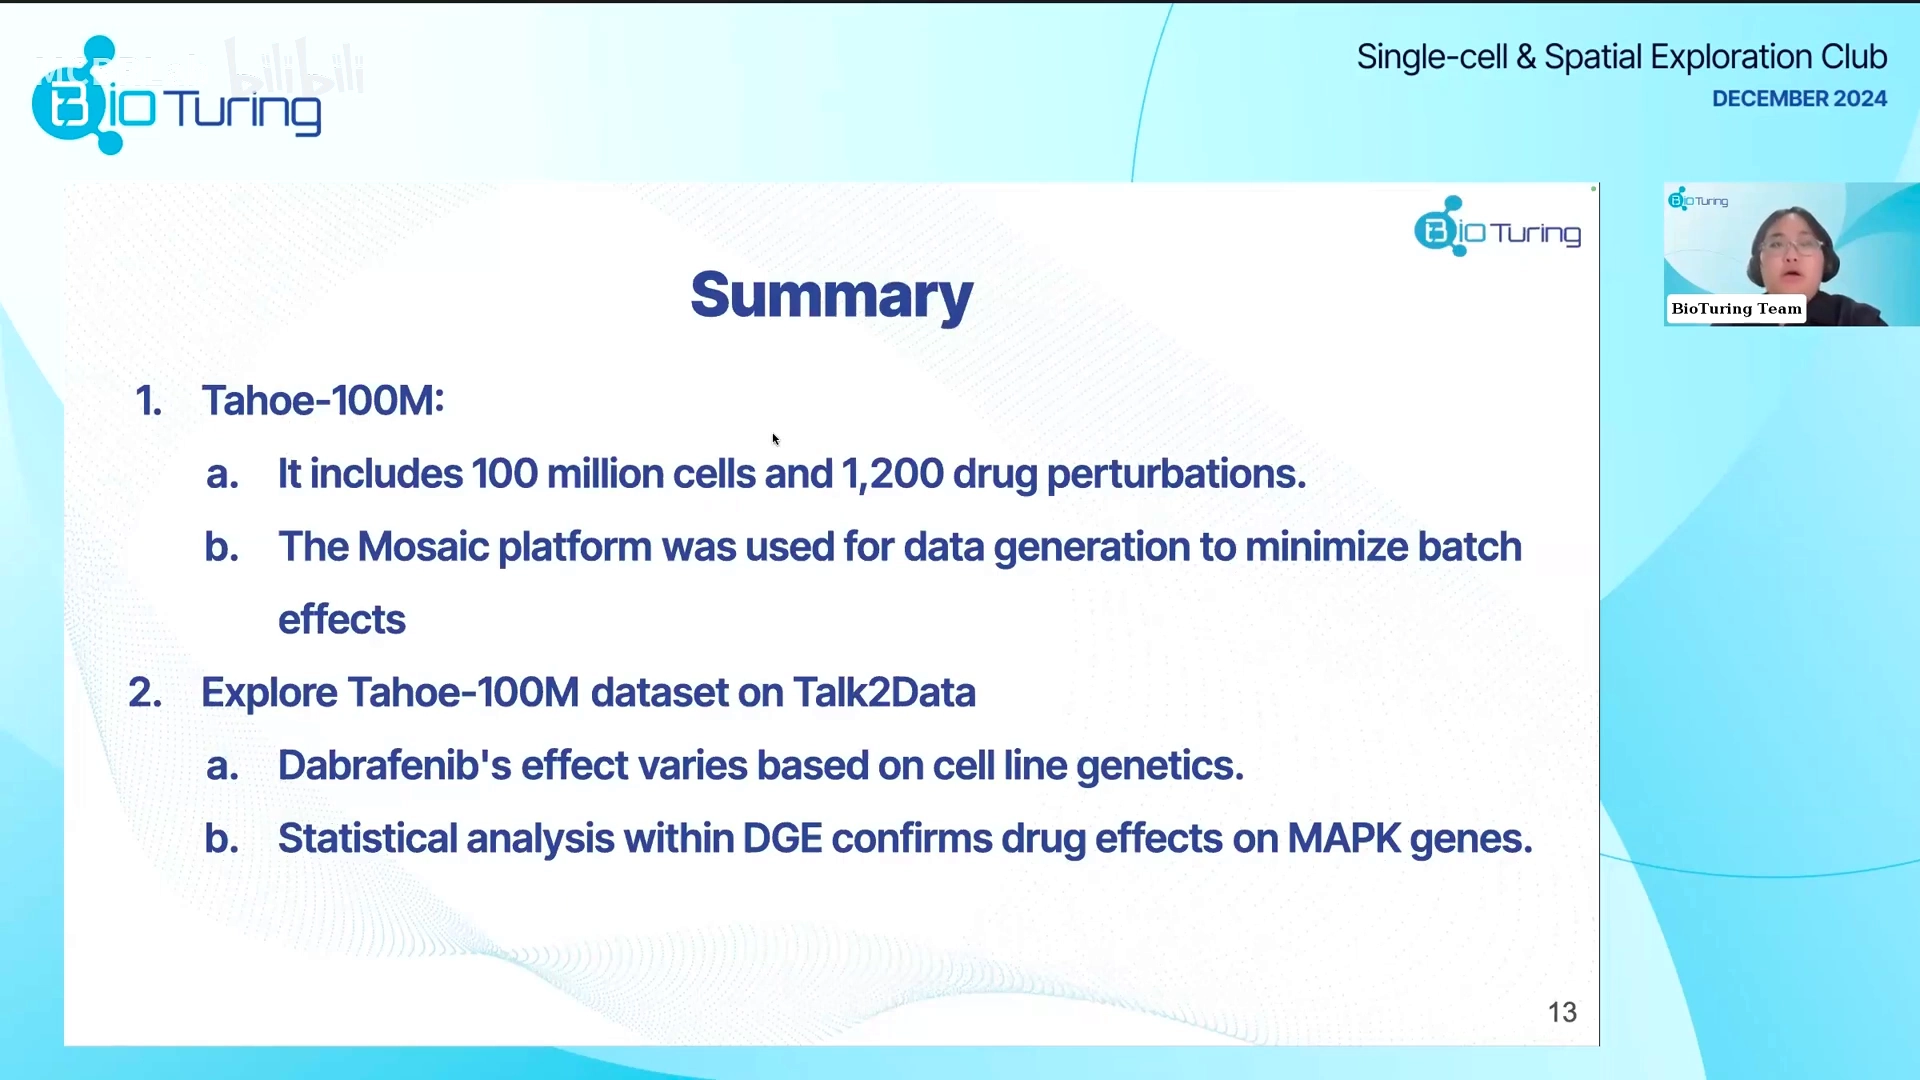 bilibili
BioTuring
Single-cell & Spatial Exploration Club
DECEMBER 2024
BioTuring
BioTuring
BioTuring Team
Summary
1. Tahoe-100M:
a. It includes 100 million cells and 1,200 drug perturbations.
b. The Mosaic platform was used for data generation to minimize batch
effects
2. Explore Tahoe-100M dataset on Talk2Data
a. Dabrafenib's effect varies based on cell line genetics.
b. Statistical analysis within DGE confirms drug effects on MAPK genes.
13